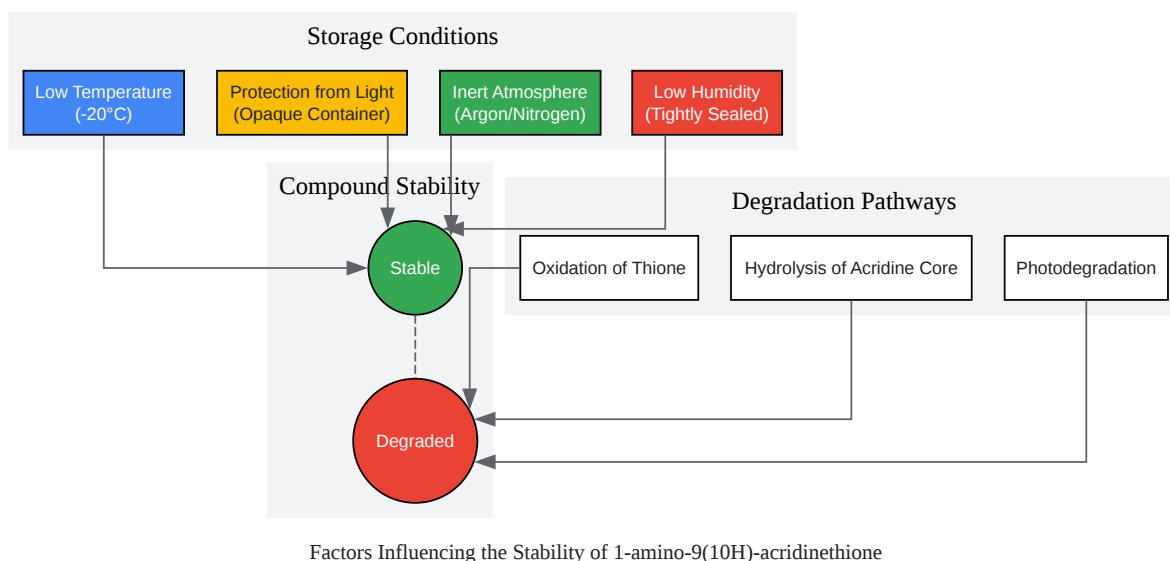 Storage Conditions
Low Temperature
(-20°C)
Protection from Light
(Opaque Container)
Inert Atmosphere
(Argon/Nitrogen)
Low Humidity
(Tightly Sealed)
Compound Stability
Degradation Pathways
Stable
Oxidation of Thione
Hydrolysis of Acridine Core
Photodegradation
Degraded
Factors Influencing the Stability of 1-amino-9(10H)-acridinethione